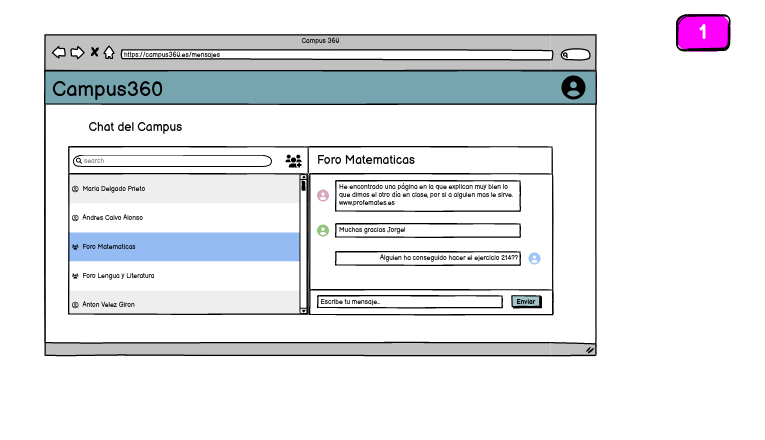 1
Campus 360
https://campus360.es/mensajes
Campus360
Chat del Campus
search
Foro Matematicas
Maria Delgado Prieto
Andres Calvo Alonso
Foro Matematicas
Foro Lengua y Literatura
Anton Velez Giron
He encontrado una página en la que explican muy bien lo
que dimos el otro día en clase, por si a alguien mas le sirve.
www.profemates.es
Muchas gracias Jorge!
Alguien ha conseguido hacer el ejercicio 214??
Escribe tu mensaje...
Enviar